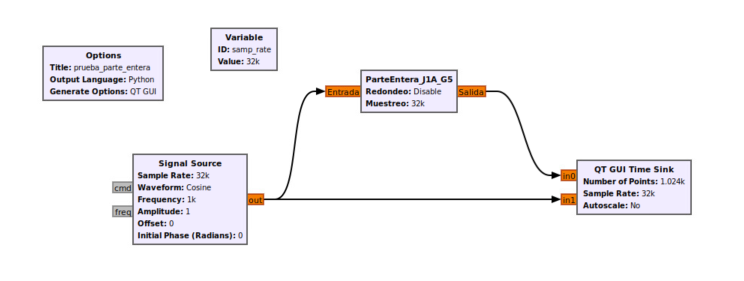 Options
Title: prueba_parte_entera
Output Language: Python
Generate Options: QT GUI
Variable
ID: samp_rate
Value: 32k
ParteEntera_J1A_G5
Redondeo: Disable
Muestreo: 32k
Entrada
Salida
Signal Source
Sample Rate: 32k
Waveform: Cosine
Frequency: 1k
Amplitude: 1
Offset: 0
Initial Phase (Radians): 0
cmd
freq
out
QT GUI Time Sink
Number of Points: 1.024k
Sample Rate: 32k
Autoscale: No
in0
in1